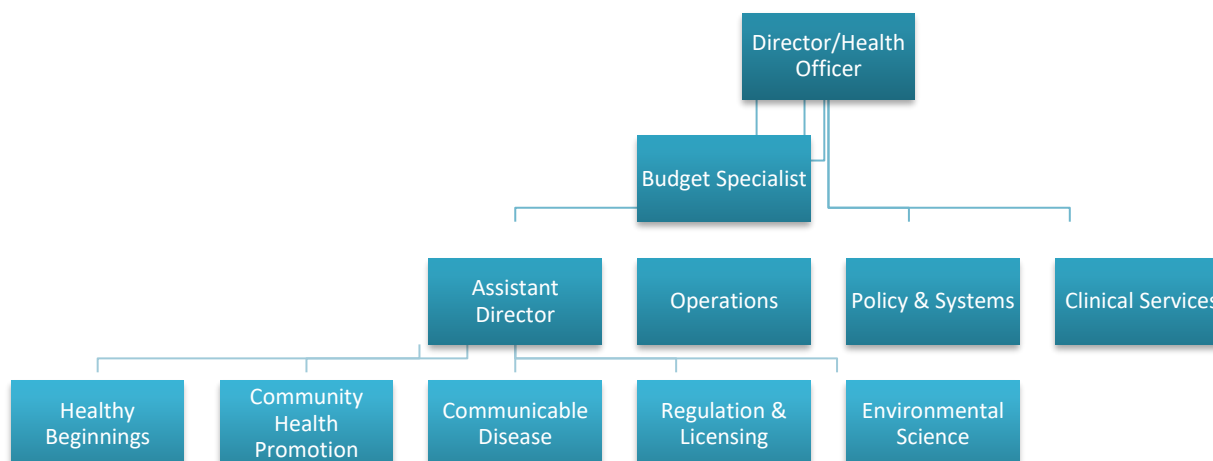 Director/Health
Officer
Budget Specialist
Assistant
Director
Operations
Policy & Systems
Clinical Services
Healthy
Beginnings
Community
Health
Promotion
Communicable
Disease
Regulation &
Licensing
Environmental
Science